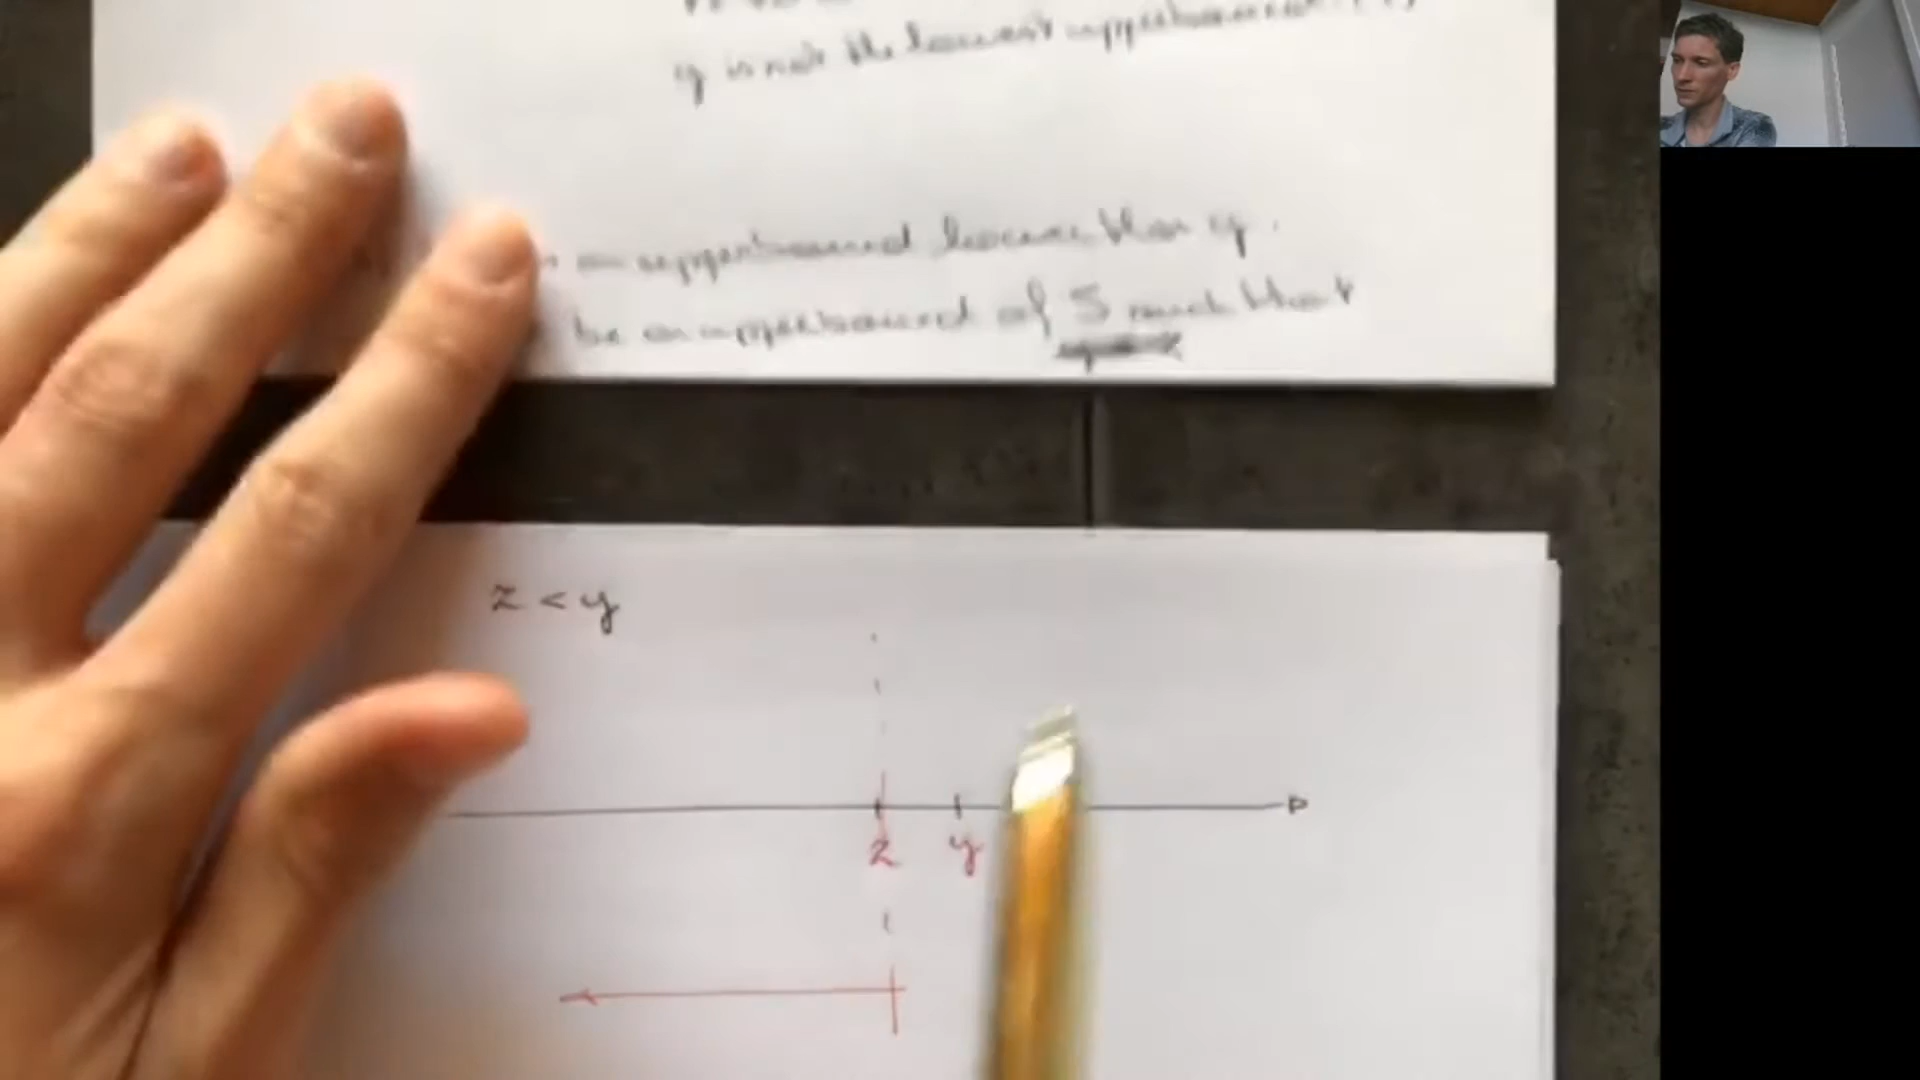 y is not the lowest upperbound.
an upperbound lower than y.
be an upperbound of S such that
z < y
z y